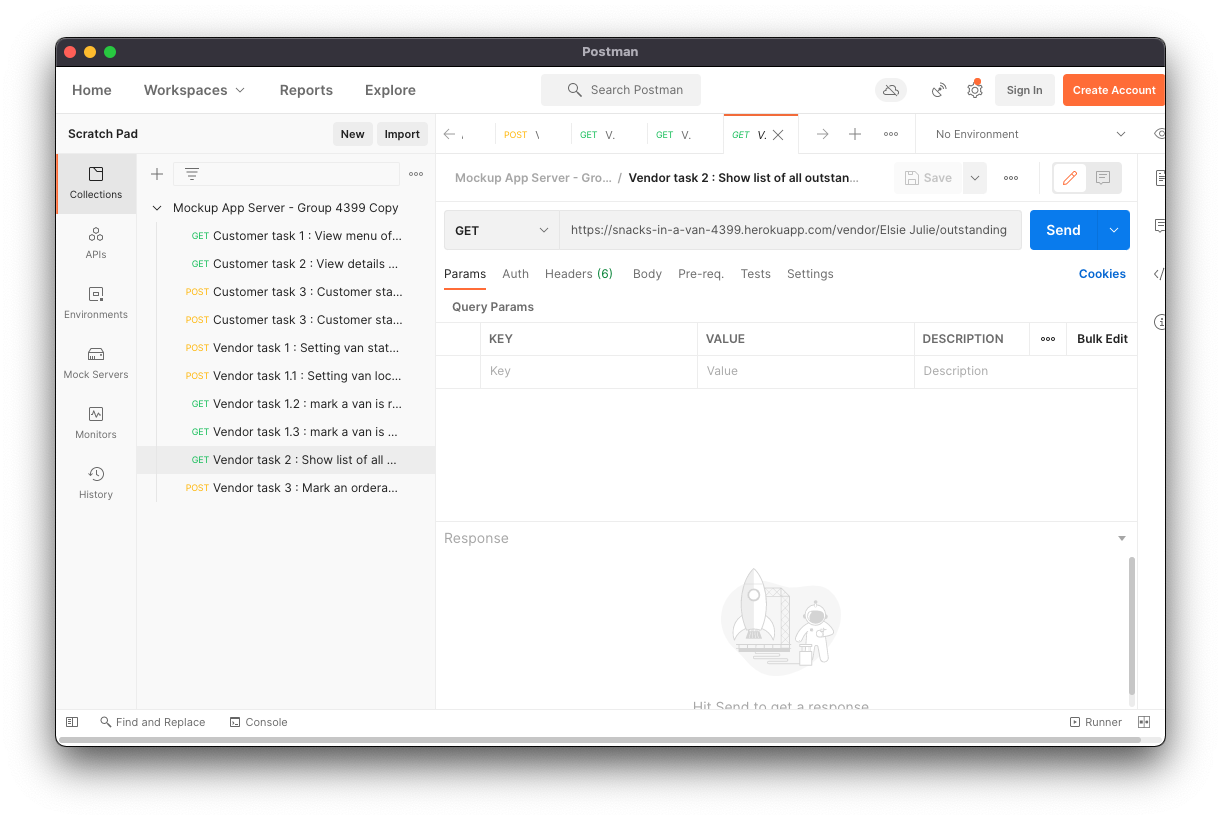 Postman
Home Workspaces Reports Explore Search Postman Sign In Create Account
Scratch Pad New Import POST \ GET V. GET V. GET V. No Environment
Collections
APIs
Environments
Mock Servers
Monitors
History
Mockup App Server - Group 4399 Copy
GET Customer task 1 : View menu of...
GET Customer task 2 : View details ...
POST Customer task 3 : Customer sta...
POST Customer task 3 : Customer sta...
POST Vendor task 1 : Setting van stat...
POST Vendor task 1.1 : Setting van loc...
GET Vendor task 1.2 : mark a van is r...
GET Vendor task 1.3 : mark a van is ...
GET Vendor task 2 : Show list of all ...
POST Vendor task 3 : Mark an ordera...
Mockup App Server - Gro... / Vendor task 2 : Show list of all outstan... Save
GET https://snacks-in-a-van-4399.herokuapp.com/vendor/Elsie Julie/outstanding Send
Params Auth Headers (6) Body Pre-req. Tests Settings Cookies
Query Params
KEY VALUE DESCRIPTION Bulk Edit
Key Value Description
Response
Hit Send to get a response
Find and Replace Console Runner